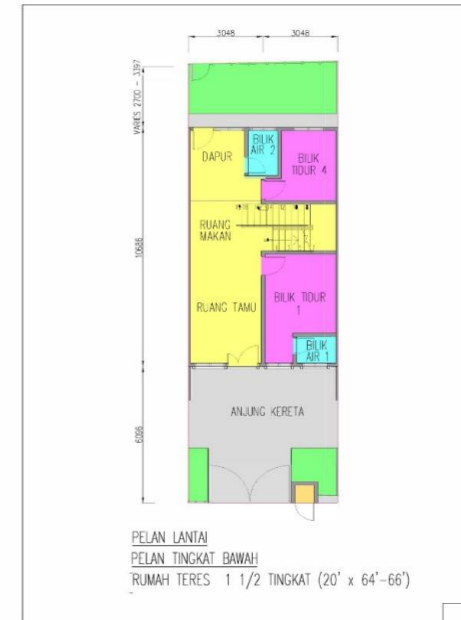 3048 3048
VARIES 2700 - 3397
DAPUR
BILIK
AIR 2
BILIK
TIDUR 4
10686
RUANG
MAKAN
BILIK TIDUR
1
RUANG TAMU
BILIK
AIR 1
6096
ANJUNG KERETA
PELAN LANTAI
PELAN TINGKAT BAWAH
RUMAH TERES 1 1/2 TINGKAT (20' x 64'-66')